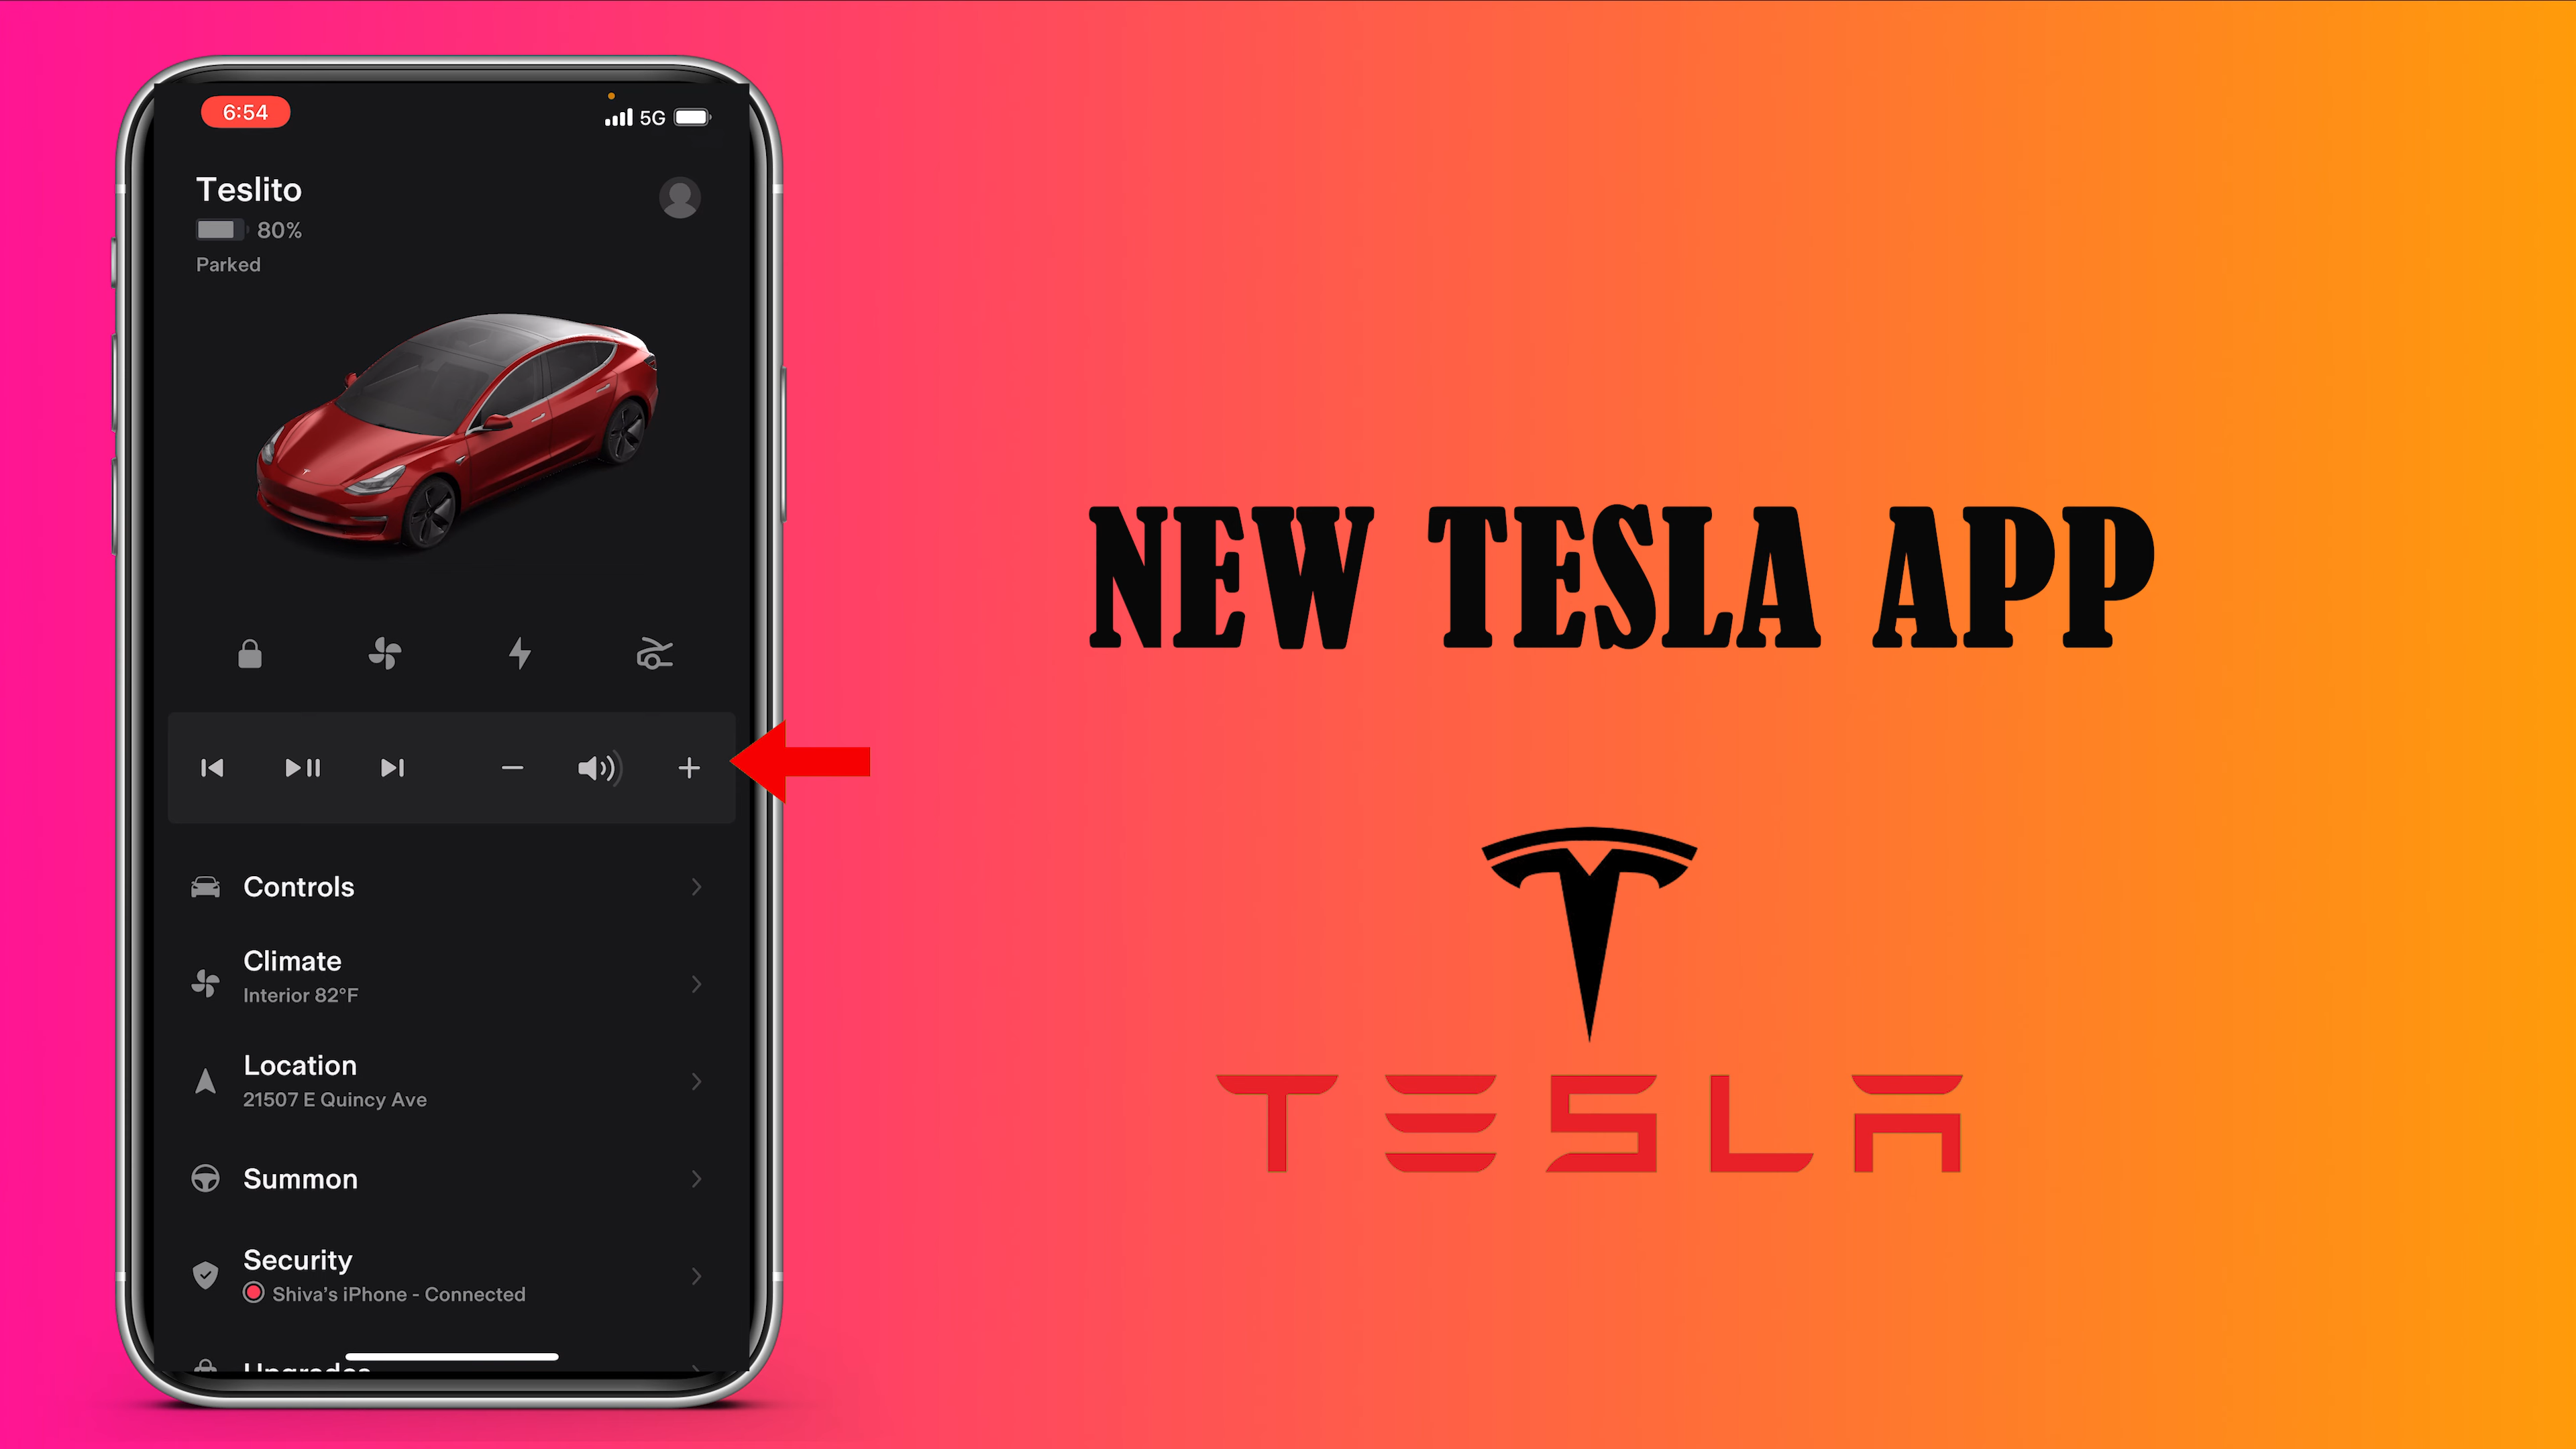 6:54
5G
Teslito
80%
Parked
Controls
Climate
Interior 82°F
Location
21507 E Quincy Ave
Summon
Security
Shiva's iPhone - Connected
Upgrades
NEW TESLA APP
TESLA